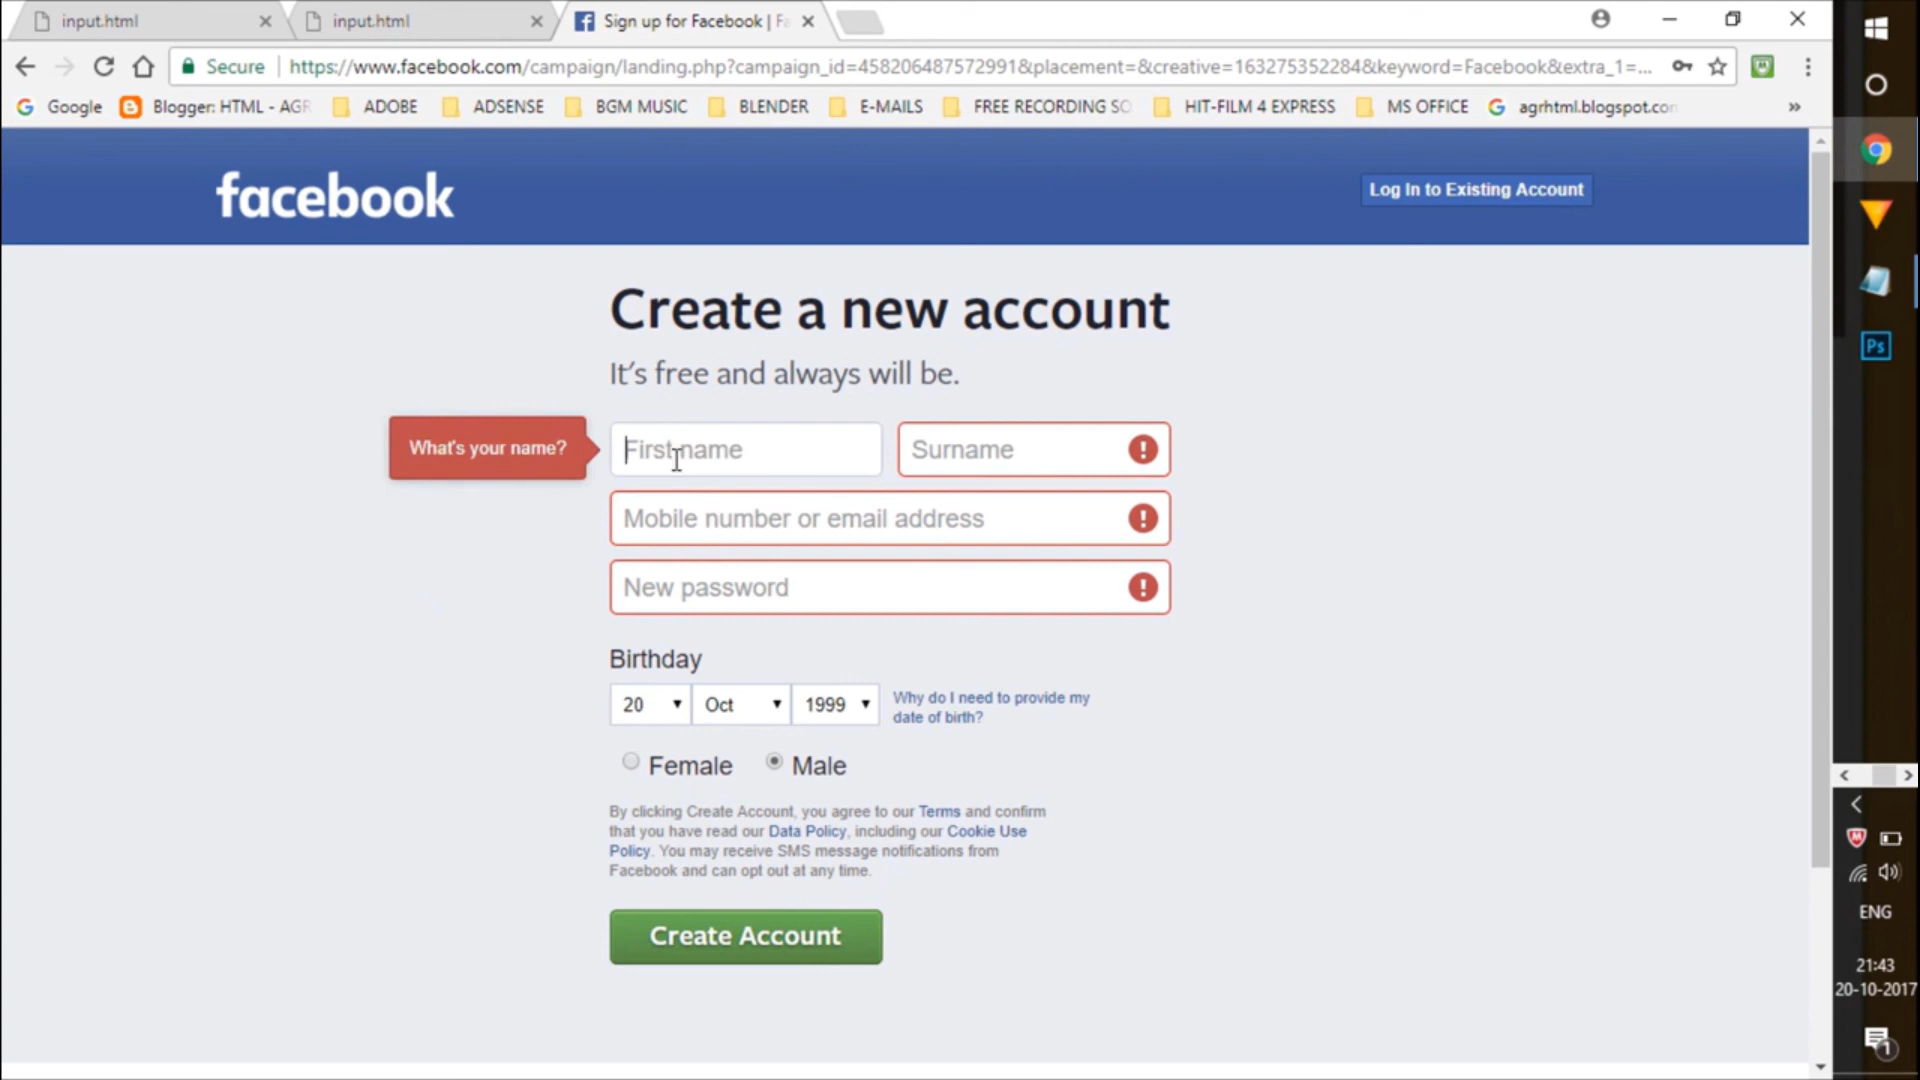 input.html
input.html
Sign up for Facebook | Fa
Secure
https://www.facebook.com/campaign/landing.php?campaign_id=458206487572991&placement=&creative=163275352284&keyword=Facebook&extra_1=...
Google
Blogger: HTML - AGR
ADOBE
ADSENSE
BGM MUSIC
BLENDER
E-MAILS
FREE RECORDING SO
HIT-FILM 4 EXPRESS
MS OFFICE
agrhtml.blogspot.com
»
facebook
Log In to Existing Account
Create a new account
It's free and always will be.
What's your name?
First name
Surname
Mobile number or email address
New password
Birthday
20
Oct
1999
Why do I need to provide my
date of birth?
Female
Male
By clicking Create Account, you agree to our Terms and confirm
that you have read our Data Policy, including our Cookie Use
Policy. You may receive SMS message notifications from
Facebook and can opt out at any time.
Create Account
Ps
ENG
21:43
20-10-2017
1